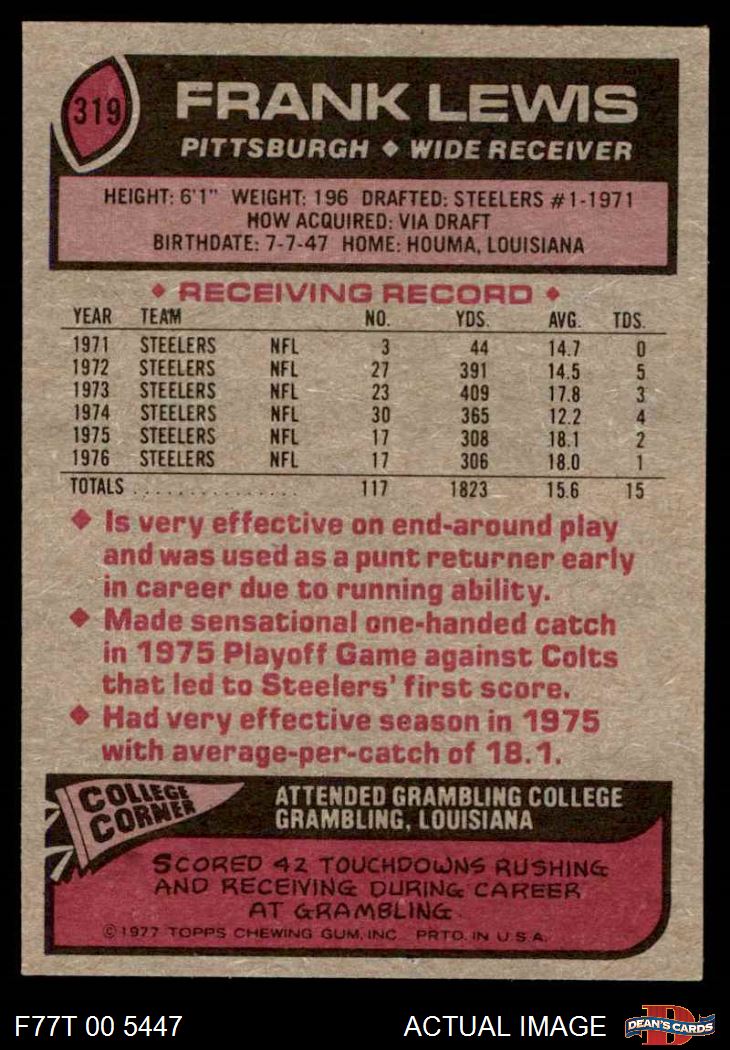 319
FRANK LEWIS
PITTSBURGH ◆ WIDE RECEIVER
HEIGHT: 6'1" WEIGHT: 196 DRAFTED: STEELERS #1-1971
HOW ACQUIRED: VIA DRAFT
BIRTHDATE: 7-7-47 HOME: HOUMA, LOUISIANA
◆ RECEIVING RECORD ◆
YEAR TEAM NO. YDS. AVG. TDS.
1971 STEELERS NFL 3 44 14.7 0
1972 STEELERS NFL 27 391 14.5 5
1973 STEELERS NFL 23 409 17.8 3
1974 STEELERS NFL 30 365 12.2 4
1975 STEELERS NFL 17 308 18.1 2
1976 STEELERS NFL 17 306 18.0 1
TOTALS ................ 117 1823 15.6 15
◆ Is very effective on end-around play
and was used as a punt returner early
in career due to running ability.
◆ Made sensational one-handed catch
in 1975 Playoff Game against Colts
that led to Steelers' first score.
◆ Had very effective season in 1975
with average-per-catch of 18.1.
COLLEGE
CORNER
ATTENDED GRAMBLING COLLEGE
GRAMBLING, LOUISIANA
SCORED 42 TOUCHDOWNS RUSHING
AND RECEIVING DURING CAREER
AT GRAMBLING.
©1977 TOPPS CHEWING GUM, INC. PRTD. IN U.S.A.
F77T 00 5447
ACTUAL IMAGE
D
DEAN'S CARDS